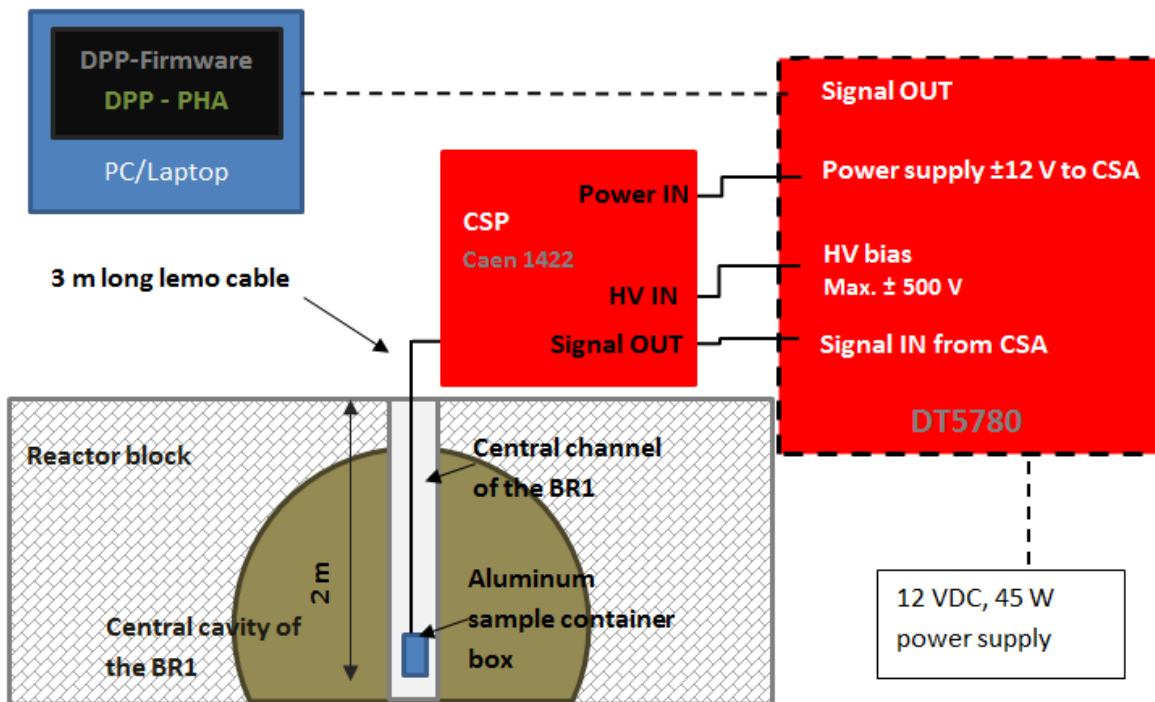 DPP-Firmware
DPP - PHA
PC/Laptop
Signal OUT
Power supply ±12 V to CSA
HV bias
Max. ± 500 V
Signal IN from CSA
DT5780
Power IN
CSP
Caen 1422
HV IN
Signal OUT
3 m long lemo cable
Reactor block
Central channel
of the BR1
2 m
Aluminum
sample container
box
Central cavity of
the BR1
12 VDC, 45 W
power supply